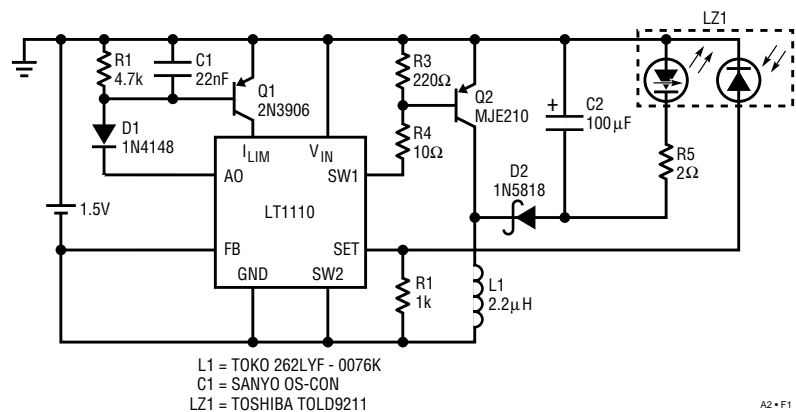 LZ1
R1
4.7k
C1
22nF
Q1
2N3906
R3
220Ω
Q2
MJE210
+
C2
100μF
D1
1N4148
ILIM
VIN
R4
10Ω
R5
2Ω
AO
SW1
D2
1N5818
LT1110
1.5V
FB
SET
GND
SW2
R1
1k
L1
2.2μH
L1 = TOKO 262LYF - 0076K
C1 = SANYO OS-CON
LZ1 = TOSHIBA TOLD9211
A2 • F1